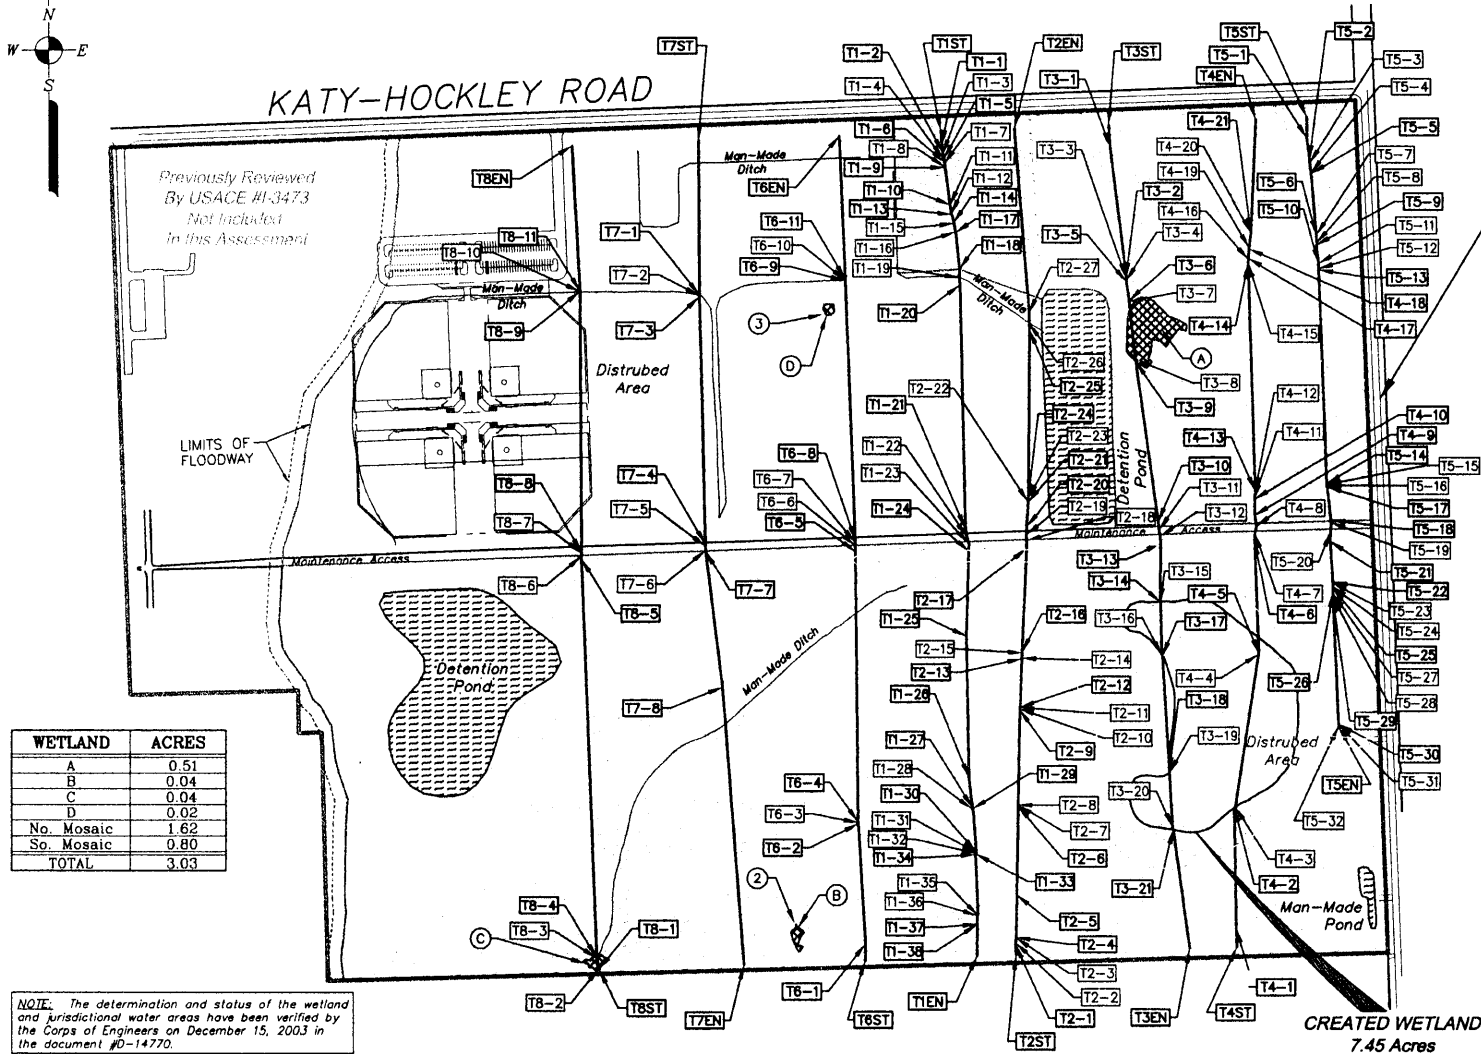 N
W E
S
KATY-HOCKLEY ROAD
Previously Reviewed
By USACE #I-3473
Not Included
in this Assessment
T7ST
T1-2
T1ST
T2EN
T3ST
T5ST
T5-2
T1-1
T5-1
T5-3
T1-4
T1-3
T3-1
T4EN
T5-4
T1-5
T1-6
T1-7
T4-21
T5-5
T1-8
T1-11
T3-3
T4-20
T5-7
T1-9
T1-12
T4-19
T5-6
T5-8
T8EN
T6EN
Man-Made
Ditch
T1-10
T1-14
T3-2
T4-16
T5-10
T5-9
T1-13
T1-17
T3-5
T3-4
T5-11
T6-11
T1-15
T5-12
T8-11
T7-1
T6-10
T1-16
T1-18
T3-6
T5-13
T8-10
T7-2
T6-9
T1-19
T2-27
T3-7
T4-18
Man-Made
Ditch
T8-9
T7-3
T1-20
Man-Made
Ditch
T4-14
T4-15
T4-17
3
D
A
Distrubed
Area
T2-26
T2-25
T3-8
T2-22
T3-9
T4-12
T1-21
T2-24
T4-10
T4-11
T4-9
T4-13
T5-14
LIMITS OF
FLOODWAY
T1-22
T2-23
T1-23
T2-21
T3-10
T5-15
T6-8
T7-4
T6-7
T2-20
T3-11
T5-16
T8-8
T6-6
T2-19
Detention
Pond
T4-8
T5-17
T8-7
T7-5
T6-5
T1-24
T2-18
T3-12
T5-18
Maintenance Access
Maintenance Access
T3-13
T5-20
T5-19
T5-21
T8-6
T7-6
T7-7
T3-14
T3-15
T4-5
T4-7
T5-22
T8-5
T2-17
T1-25
T2-16
T3-16
T3-17
T4-6
T5-23
T5-24
T2-15
T2-14
T5-25
T2-13
T4-4
T5-26
T5-27
Man-Made Ditch
Detention
Pond
T7-8
T1-26
T2-12
T3-18
T5-28
T2-11
T5-29
T2-10
T3-19
T1-27
T2-9
Distrubed
Area
T5-30
T1-28
T1-29
T5EN
T5-31
T6-4
T1-30
T2-8
T3-20
T6-3
T1-31
T2-7
T5-32
T6-2
T1-32
T2-6
T4-3
T1-34
T1-33
T3-21
T4-2
WETLAND ACRES
A 0.51
B 0.04
C 0.04
D 0.02
No. Mosaic 1.62
So. Mosaic 0.80
TOTAL 3.03
2
B
T1-35
T1-36
T2-5
Man-Made
Pond
T8-4
T8-3
T8-1
C
T1-37
T2-4
T1-38
T2-3
T8-2
T8ST
T7EN
T6-1
T6ST
T1EN
T2-2
T2-1
T2ST
T3EN
T4ST
T4-1
NOTE: The determination and status of the wetland
and jurisdictional water areas have been verified by
the Corps of Engineers on December 15, 2003 in
the document #D-14770.
CREATED WETLAND
7.45 Acres